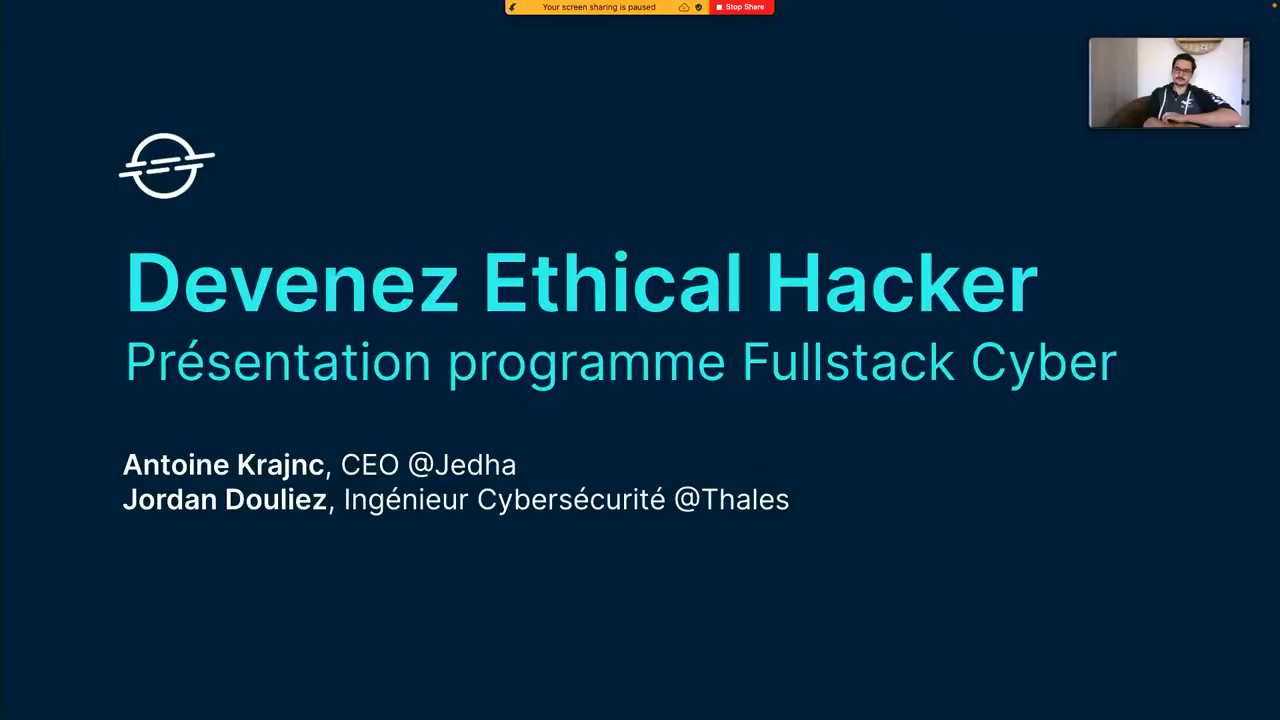 Your screen sharing is paused
Stop Share
Devenez Ethical Hacker
Présentation programme Fullstack Cyber
Antoine Krajnc, CEO @Jedha
Jordan Douliez, Ingénieur Cybersécurité @Thales